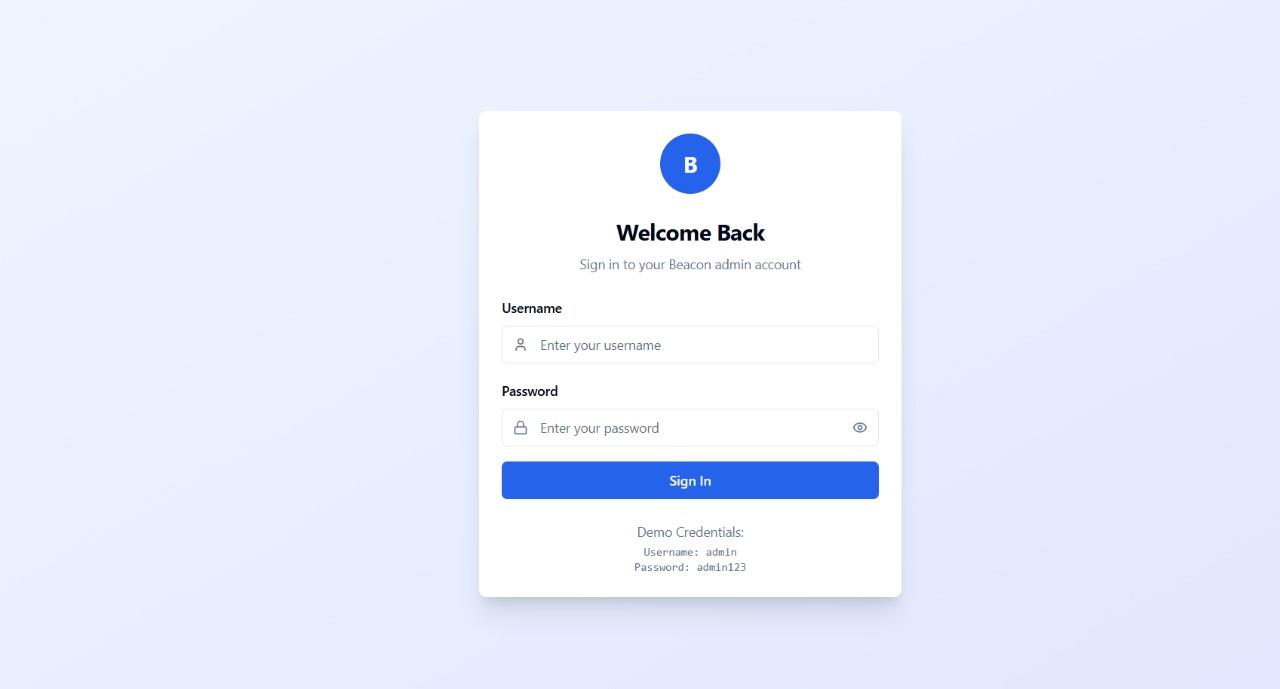 B
Welcome Back
Sign in to your Beacon admin account
Username
Enter your username
Password
Enter your password
Sign In
Demo Credentials:
Username: admin
Password: admin123